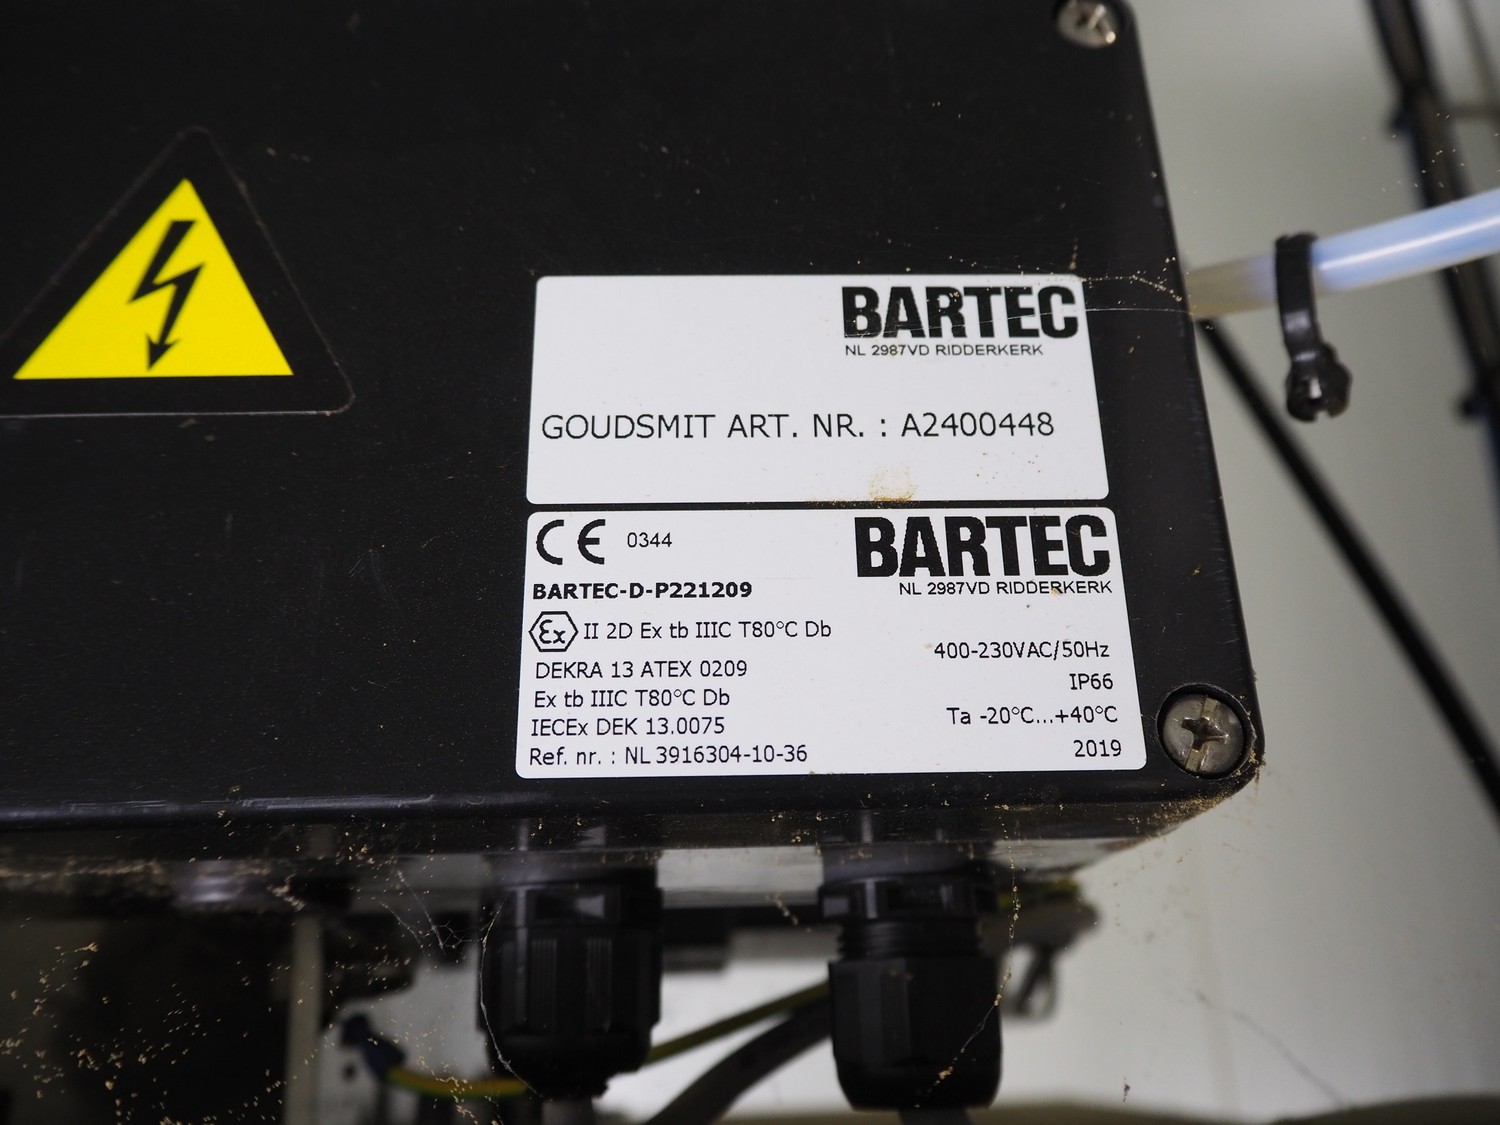 BARTEC
NL 2987VD RIDDERKERK
GOUDSMIT ART. NR. : A2400448
CE 0344
BARTEC
NL 2987VD RIDDERKERK
BARTEC-D-P221209
Ex II 2D Ex tb IIIC T80°C Db
400-230VAC/50Hz
DEKRA 13 ATEX 0209
IP66
Ex tb IIIC T80°C Db
Ta -20°C...+40°C
IECEx DEK 13.0075
Ref. nr. : NL 3916304-10-36
2019